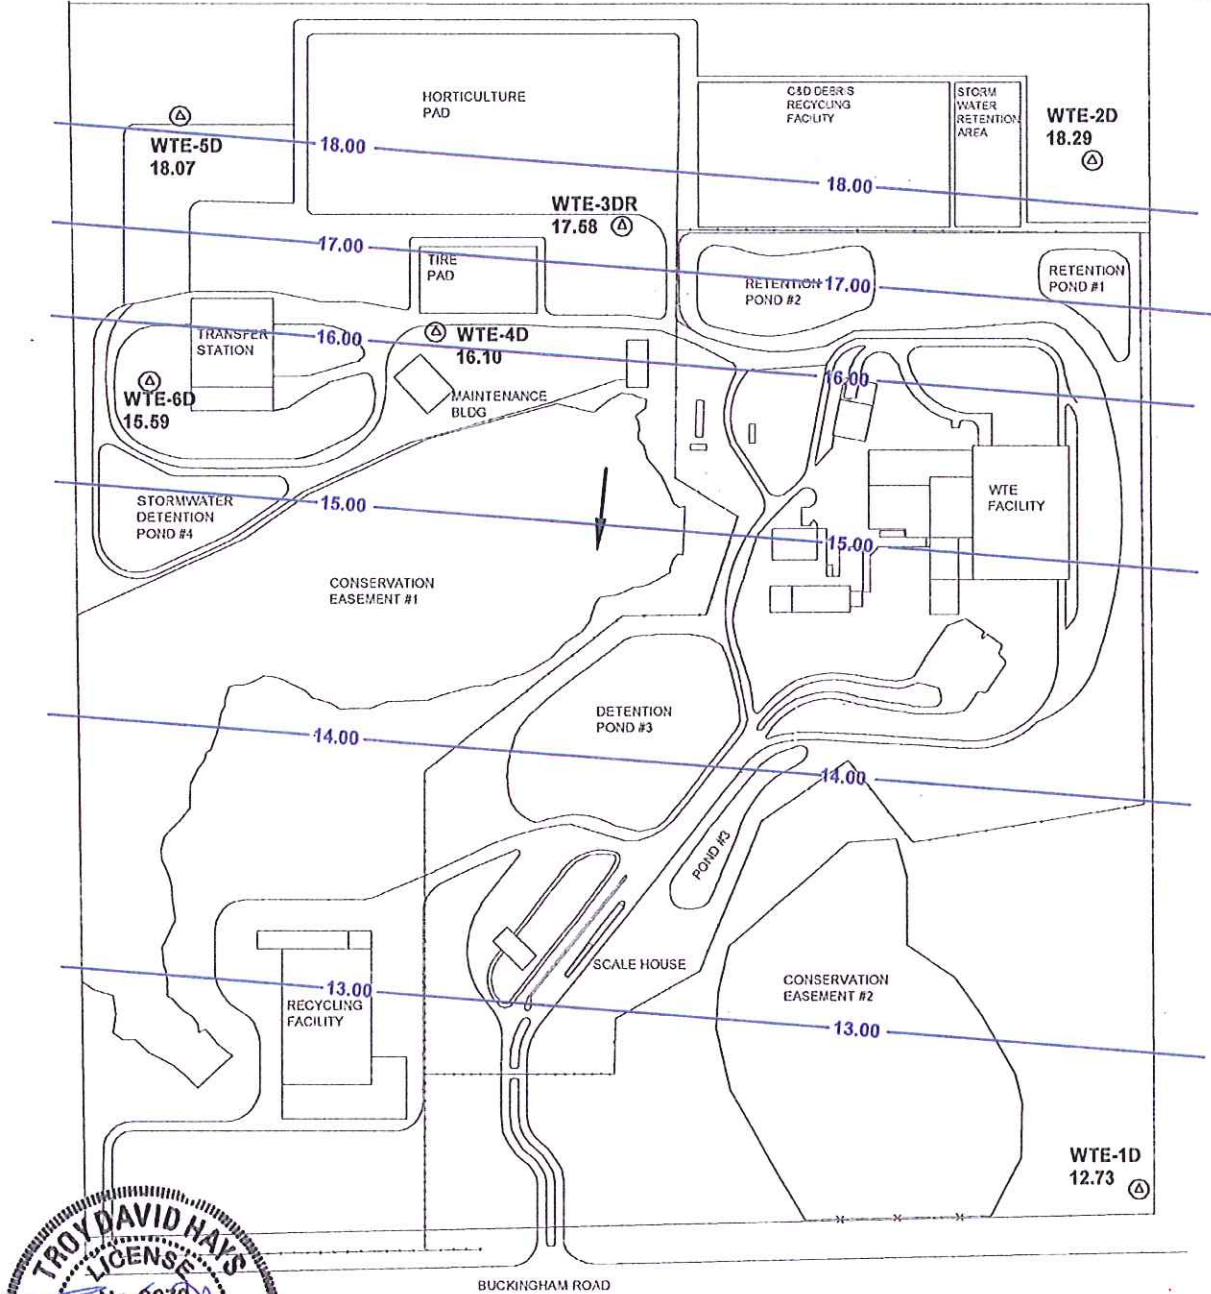 HORTICULTURE
PAD
C&D DEBRIS
RECYCLING
FACILITY
STORM
WATER
RETENTION
AREA
WTE-2D
18.29
WTE-5D
18.07
18.00
18.00
WTE-3DR
17.68
17.00
TIRE
PAD
RETENTION
POND #2
17.00
RETENTION
POND #1
TRANSFER
STATION
16.00
WTE-4D
16.10
16.00
WTE-6D
15.59
MAINTENANCE
BLDG
STORMWATER
DETENTION
POND #4
15.00
WTE
FACILITY
15.00
CONSERVATION
EASEMENT #1
DETENTION
POND #3
14.00
14.00
POND #3
SCALE HOUSE
13.00
RECYCLING
FACILITY
CONSERVATION
EASEMENT #2
13.00
WTE-1D
12.73
TROY DAVID HAYS
LICENSE
BUCKINGHAM ROAD